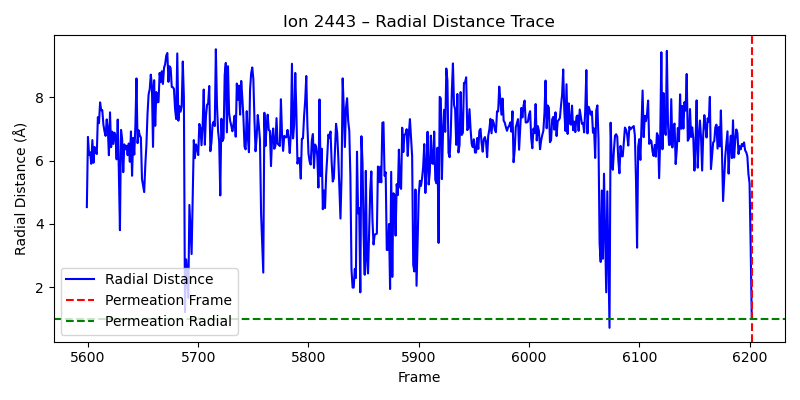 Ion 2443 – Radial Distance Trace
Radial Distance (Å)
8
6
4
2
Radial Distance
Permeation Frame
Permeation Radial
5600 5700 5800 5900 6000 6100 6200
Frame